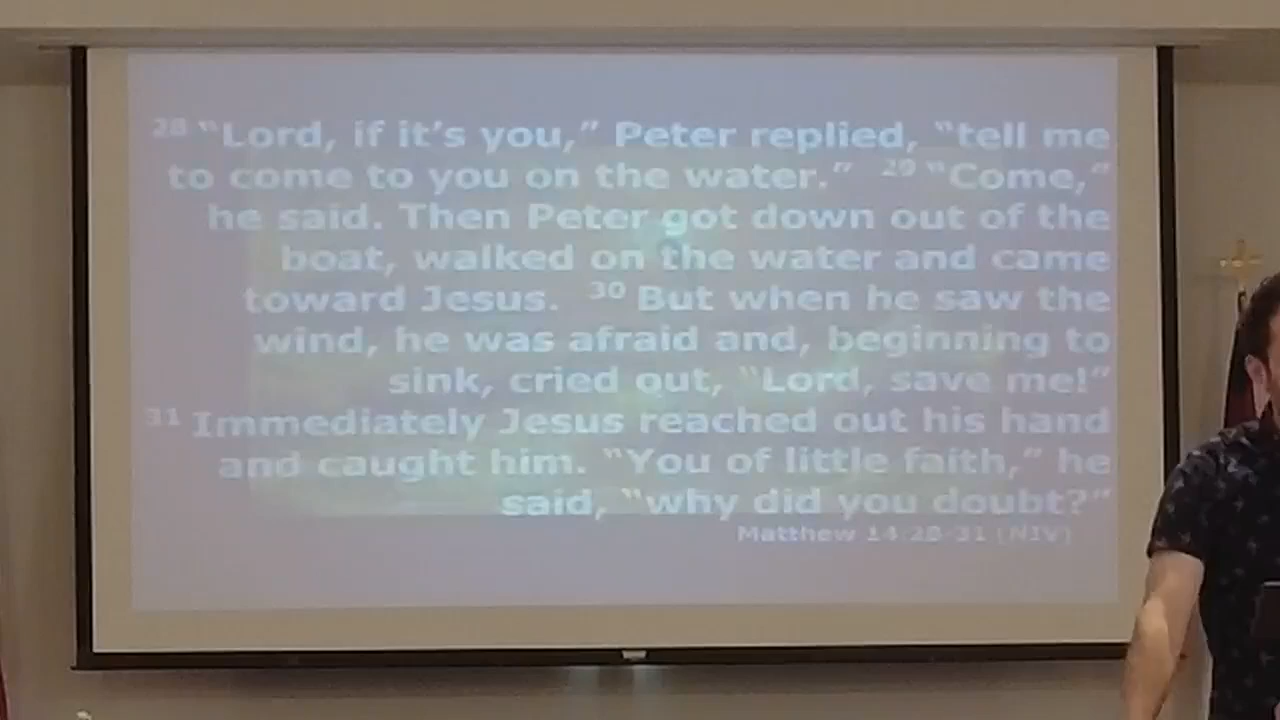 28 “Lord, if it’s you,” Peter replied, “tell me
to come to you on the water.” 29 “Come,”
he said. Then Peter got down out of the
boat, walked on the water and came
toward Jesus. 30 But when he saw the
wind, he was afraid and, beginning to
sink, cried out, “Lord, save me!”
31 Immediately Jesus reached out his hand
and caught him. “You of little faith,” he
said, “why did you doubt?”
Matthew 14:28-31 (NIV)